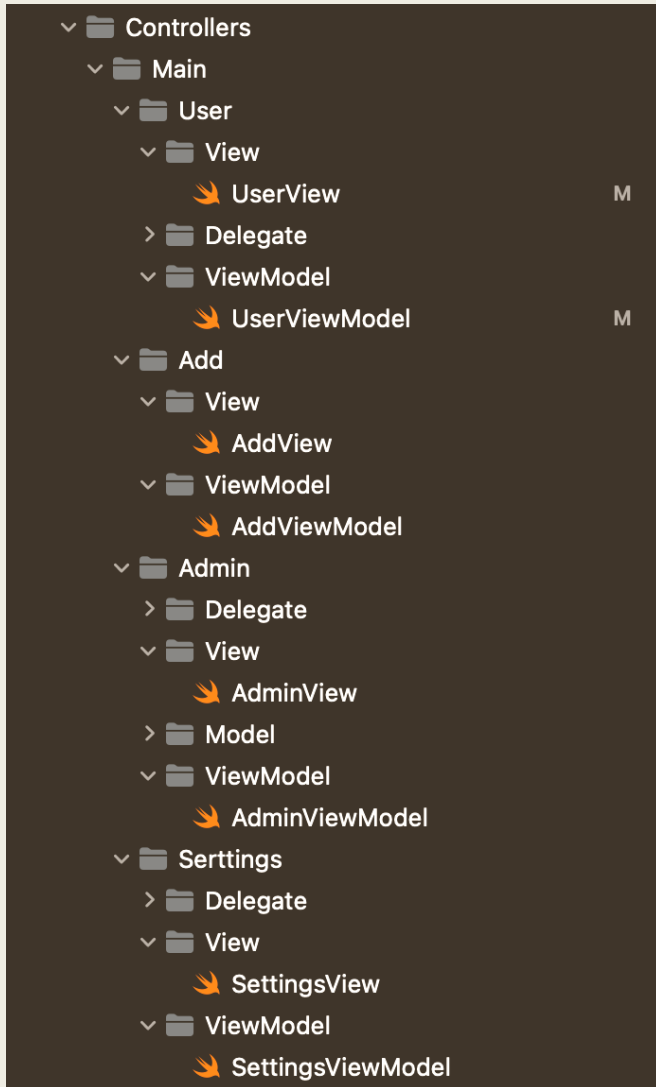 Controllers
Main
User
View
UserView M
Delegate
ViewModel
UserViewModel M
Add
View
AddView
ViewModel
AddViewModel
Admin
Delegate
View
AdminView
Model
ViewModel
AdminViewModel
Serttings
Delegate
View
SettingsView
ViewModel
SettingsViewModel